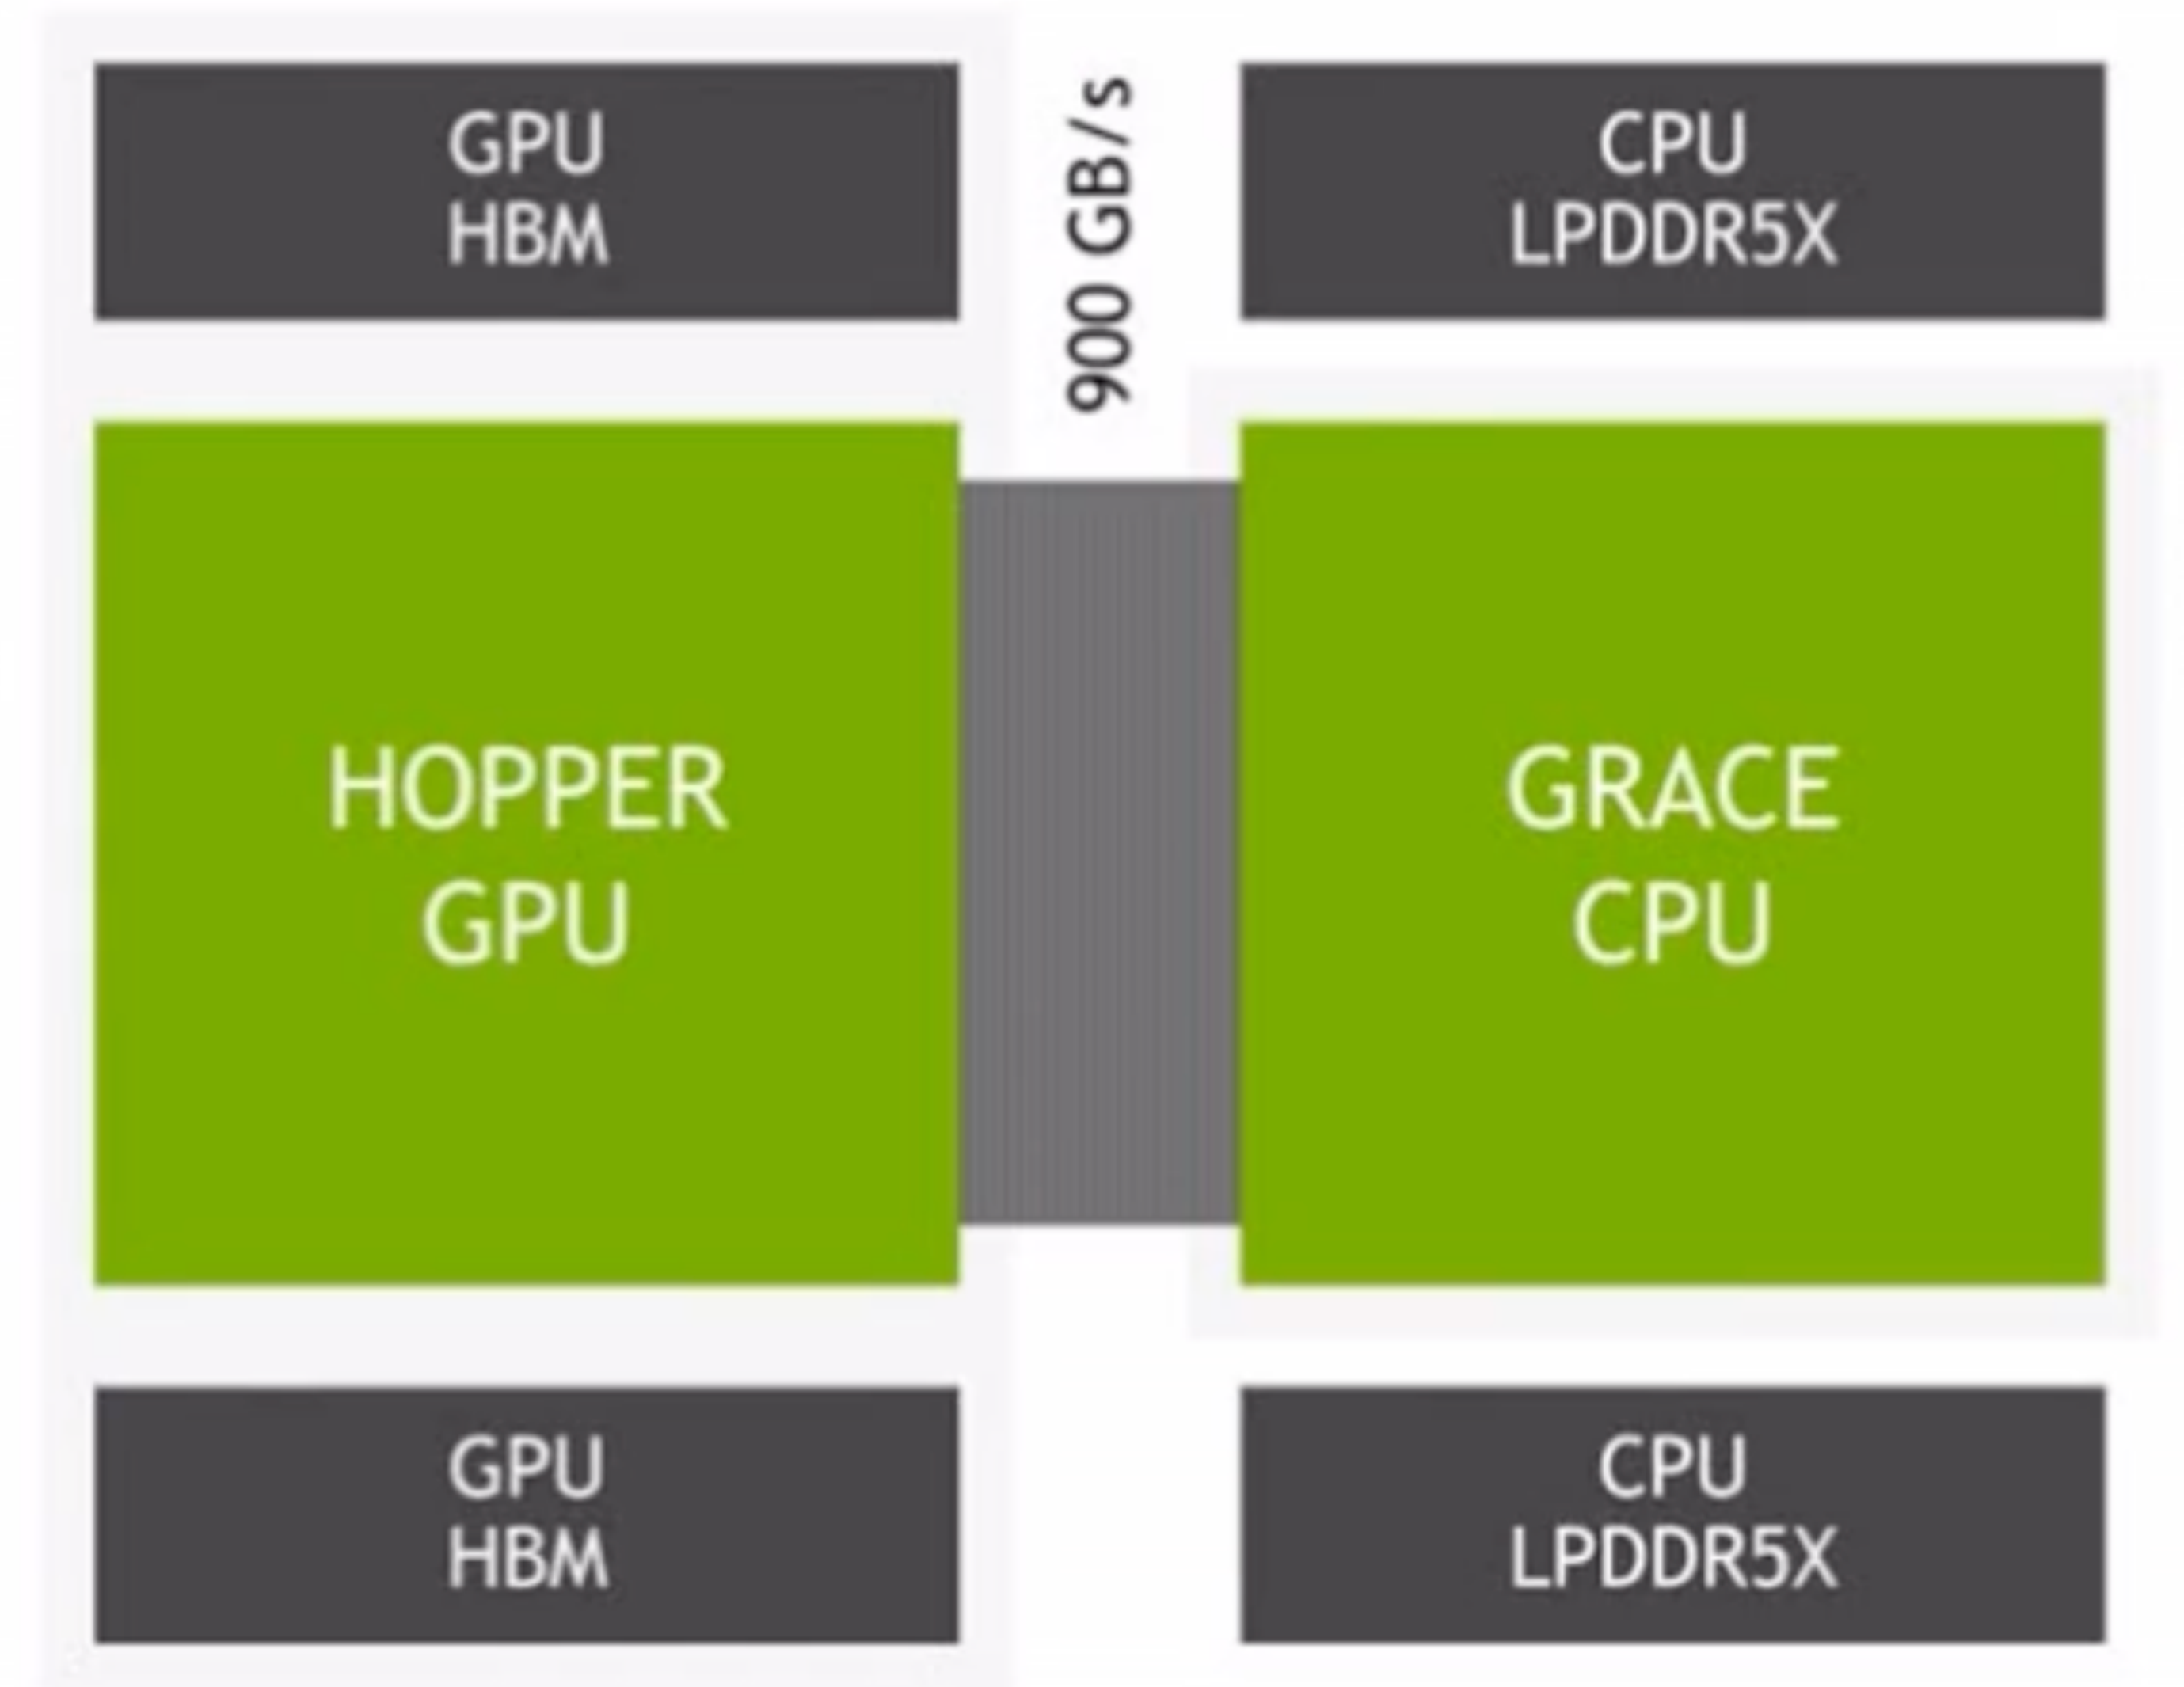 GPU
HBM
900 GB/s
CPU
LPDDR5X
HOPPER
GPU
GRACE
CPU
GPU
HBM
CPU
LPDDR5X